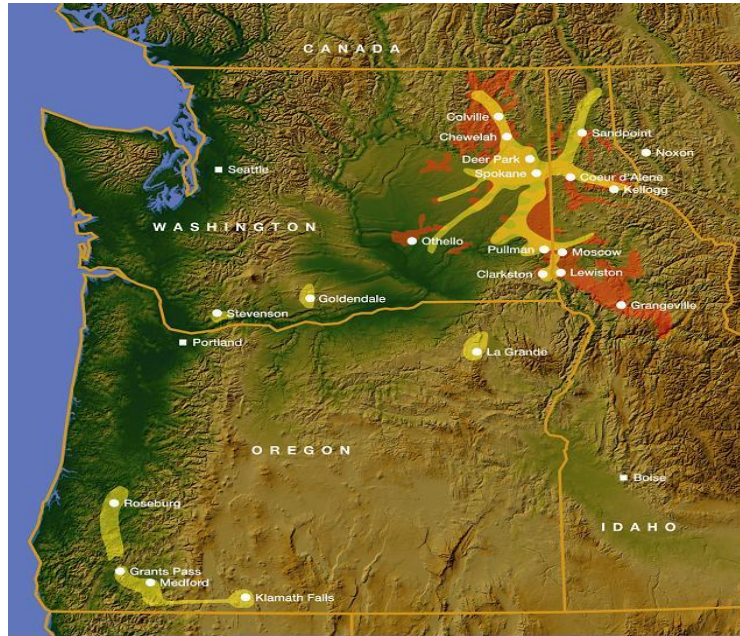 CANADA
Colville
Chewelah
Sandpoint
Deer Park
Noxon
Seattle
Spokane
Coeur d'Alene
Kellogg
WASHINGTON
Othello
Pullman
Moscow
Clarkston
Lewiston
Goldendale
Grangeville
Stevenson
Portland
La Grande
OREGON
Boise
Roseburg
IDAHO
Grants Pass
Medford
Klamath Falls